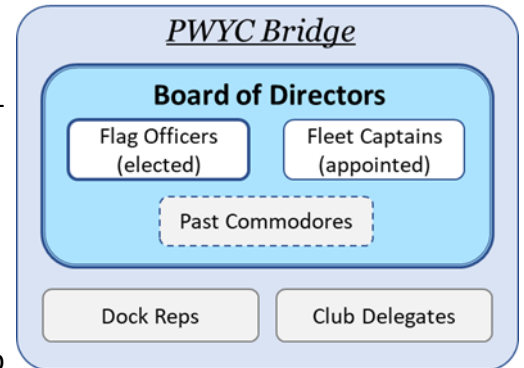 PWYC Bridge
Board of Directors
Flag Officers
(elected)
Fleet Captains
(appointed)
Past Commodores
Dock Reps
Club Delegates